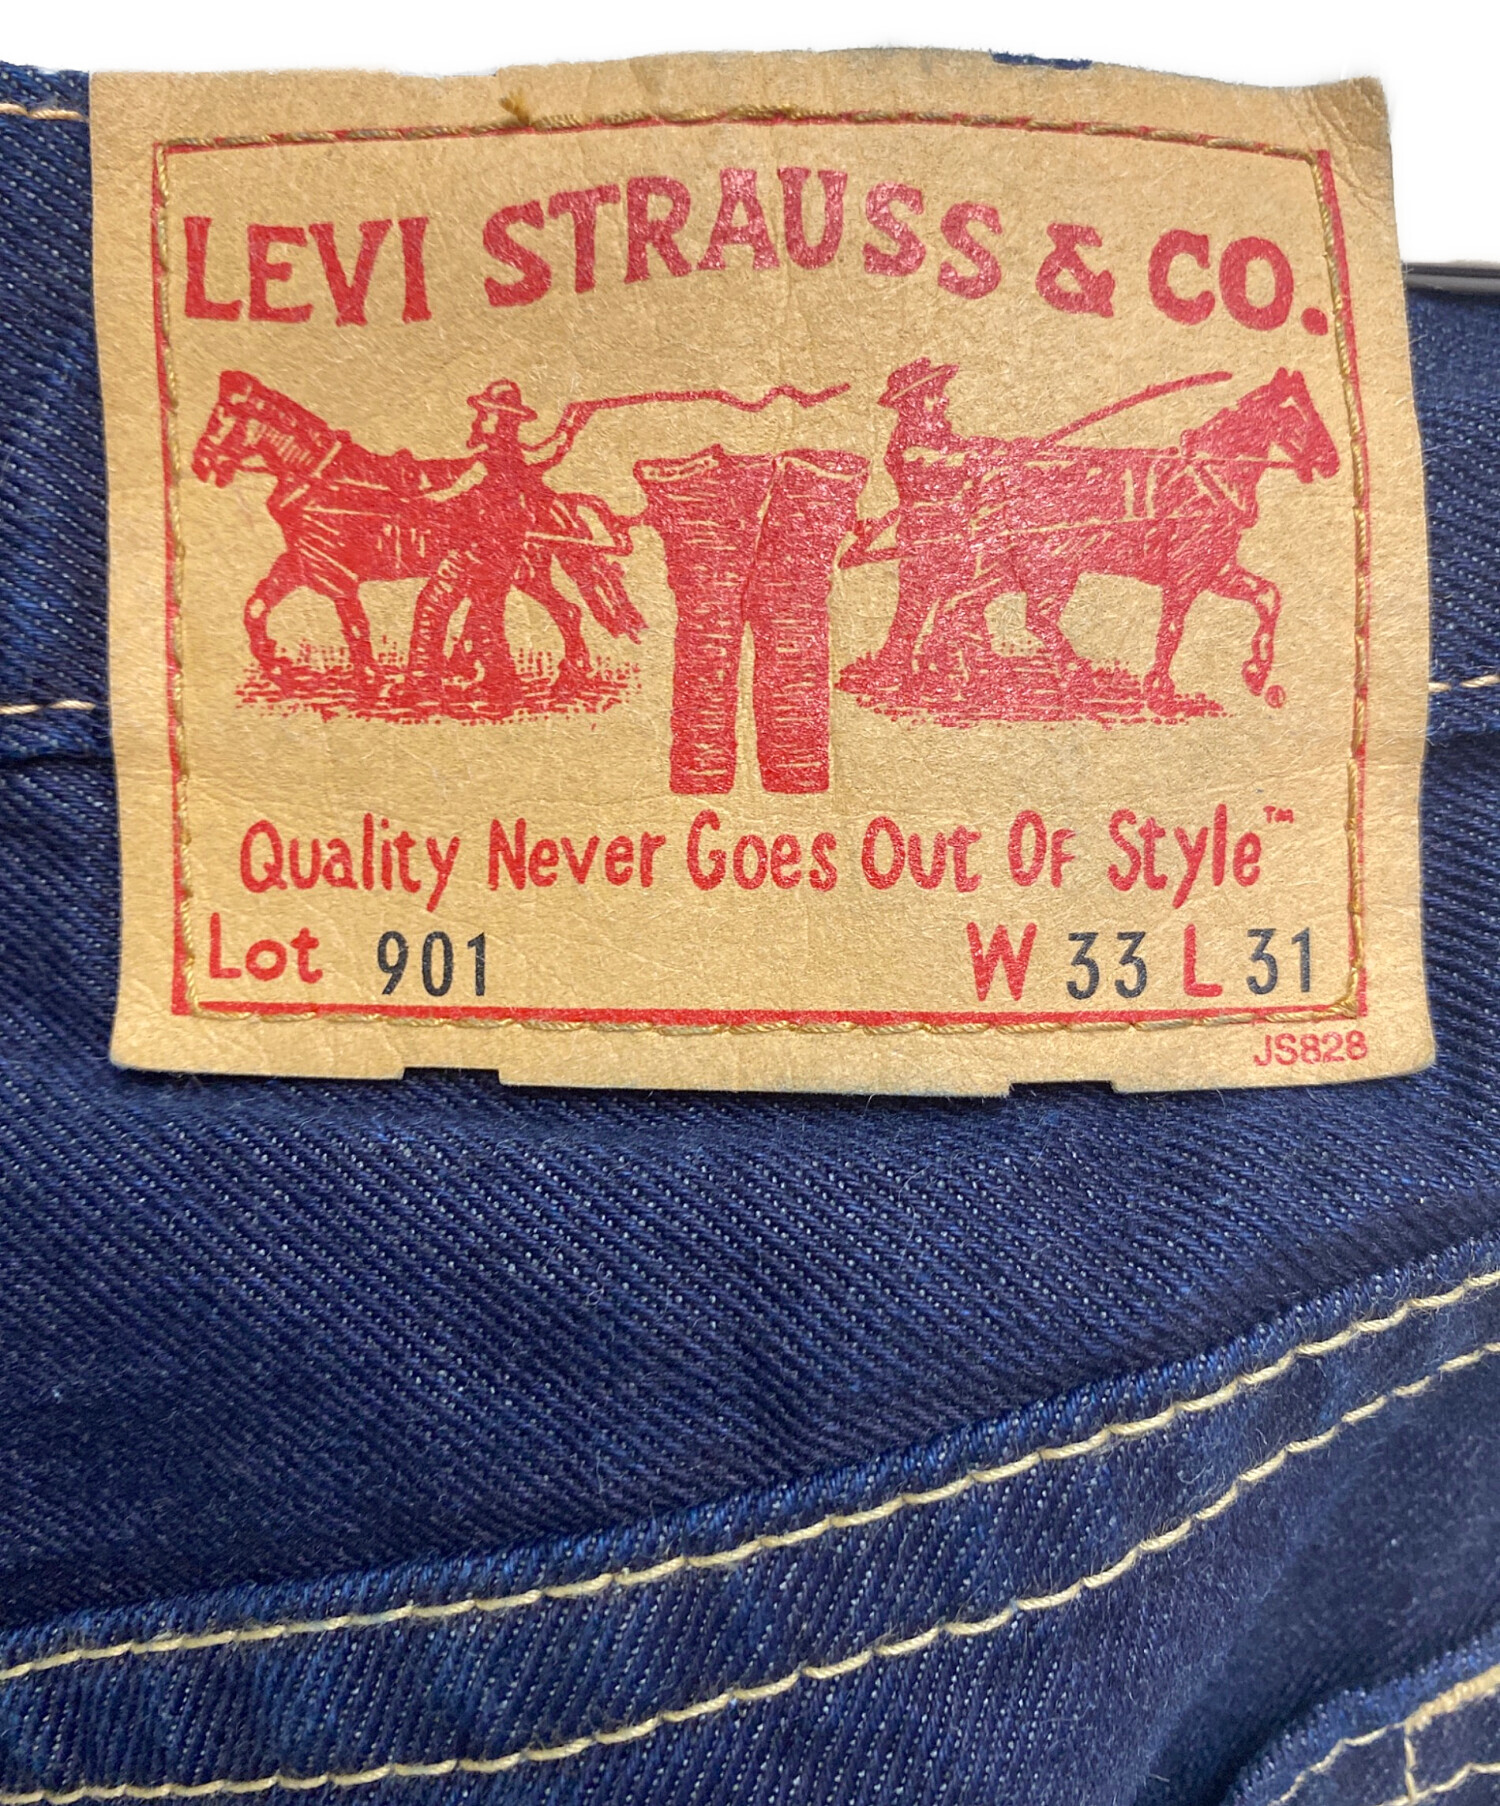 LEVI STRAUSS & CO.
Quality Never Goes Out Of Style™
Lot 901 W 33 L 31
JS828